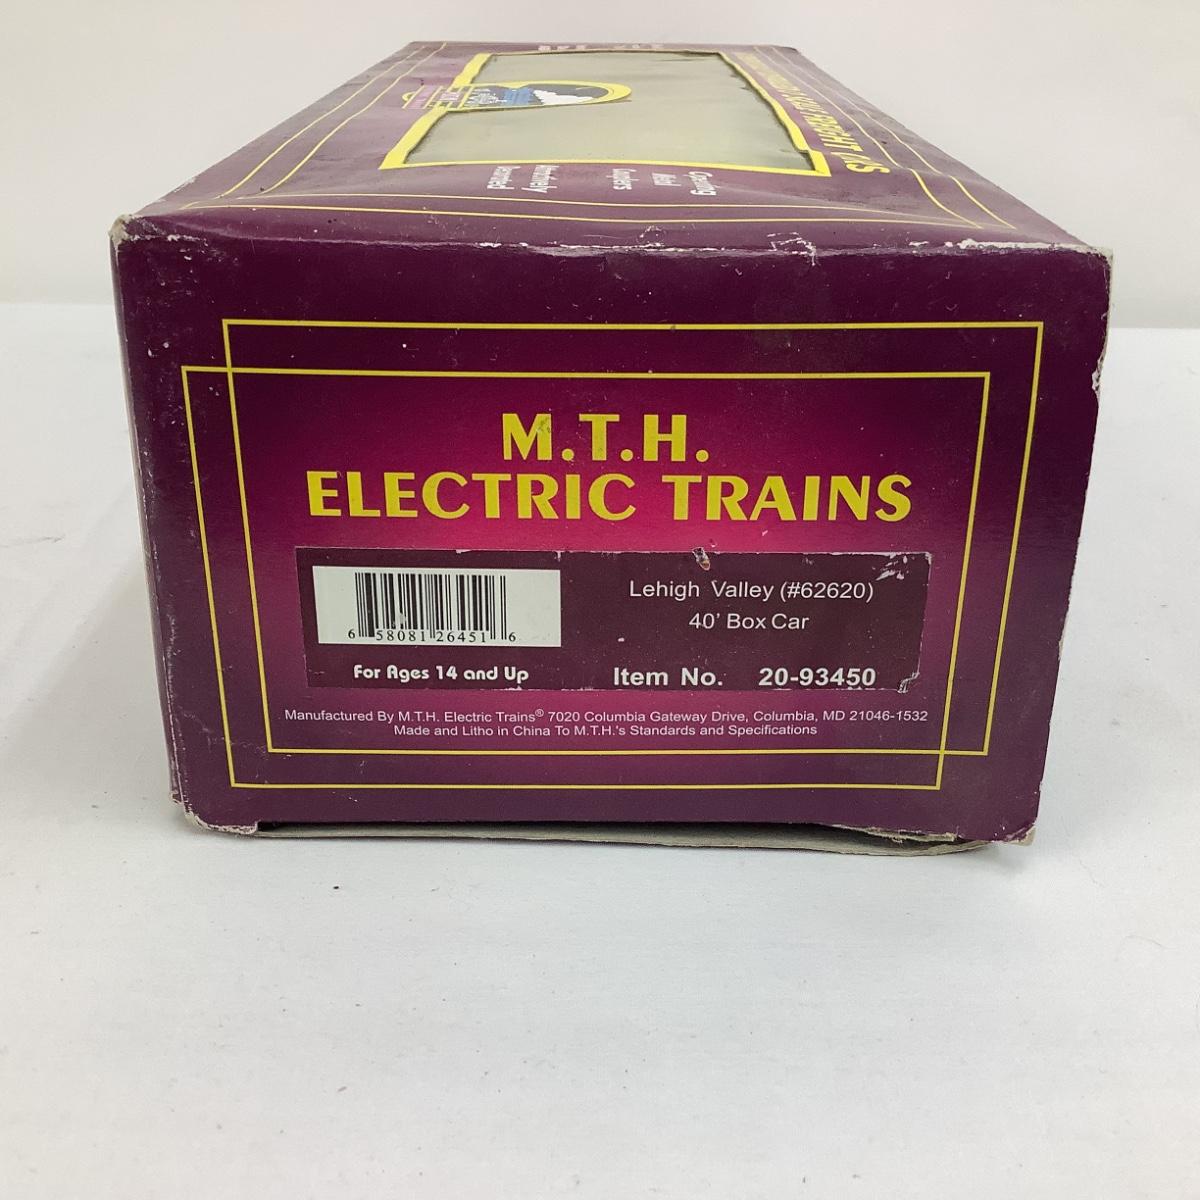 M.T.H.
ELECTRIC TRAINS
Lehigh Valley (#62620)
40' Box Car
6 58081 26451 6
For Ages 14 and Up
Item No. 20-93450
Manufactured By M.T.H. Electric Trains® 7020 Columbia Gateway Drive, Columbia, MD 21046-1532
Made and Litho in China To M.T.H.'s Standards and Specifications